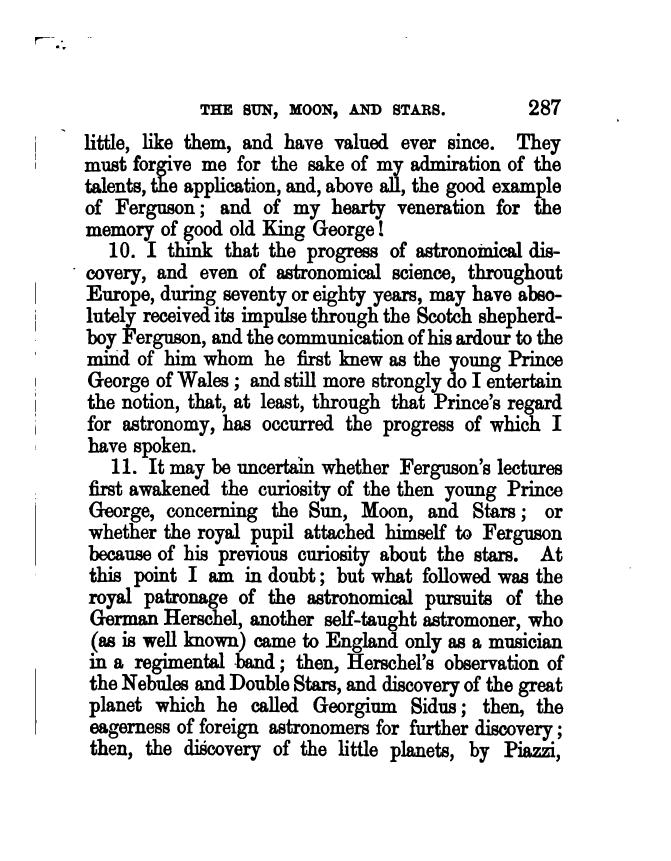 THE SUN, MOON, AND STARS. 287
little, like them, and have valued ever since. They
must forgive me for the sake of my admiration of the
talents, the application, and, above all, the good example
of Ferguson; and of my hearty veneration for the
memory of good old King George!
10. I think that the progress of astronomical dis-
covery, and even of astronomical science, throughout
Europe, during seventy or eighty years, may have abso-
lutely received its impulse through the Scotch shepherd-
boy Ferguson, and the communication of his ardour to the
mind of him whom he first knew as the young Prince
George of Wales; and still more strongly do I entertain
the notion, that, at least, through that Prince's regard
for astronomy, has occurred the progress of which I
have spoken.
11. It may be uncertain whether Ferguson's lectures
first awakened the curiosity of the then young Prince
George, concerning the Sun, Moon, and Stars; or
whether the royal pupil attached himself to Ferguson
because of his previous curiosity about the stars. At
this point I am in doubt; but what followed was the
royal patronage of the astronomical pursuits of the
German Herschel, another self-taught astromoner, who
(as is well known) came to England only as a musician
in a regimental band; then, Herschel's observation of
the Nebules and Double Stars, and discovery of the great
planet which he called Georgium Sidus; then, the
eagerness of foreign astronomers for further discovery;
then, the discovery of the little planets, by Piazzi,